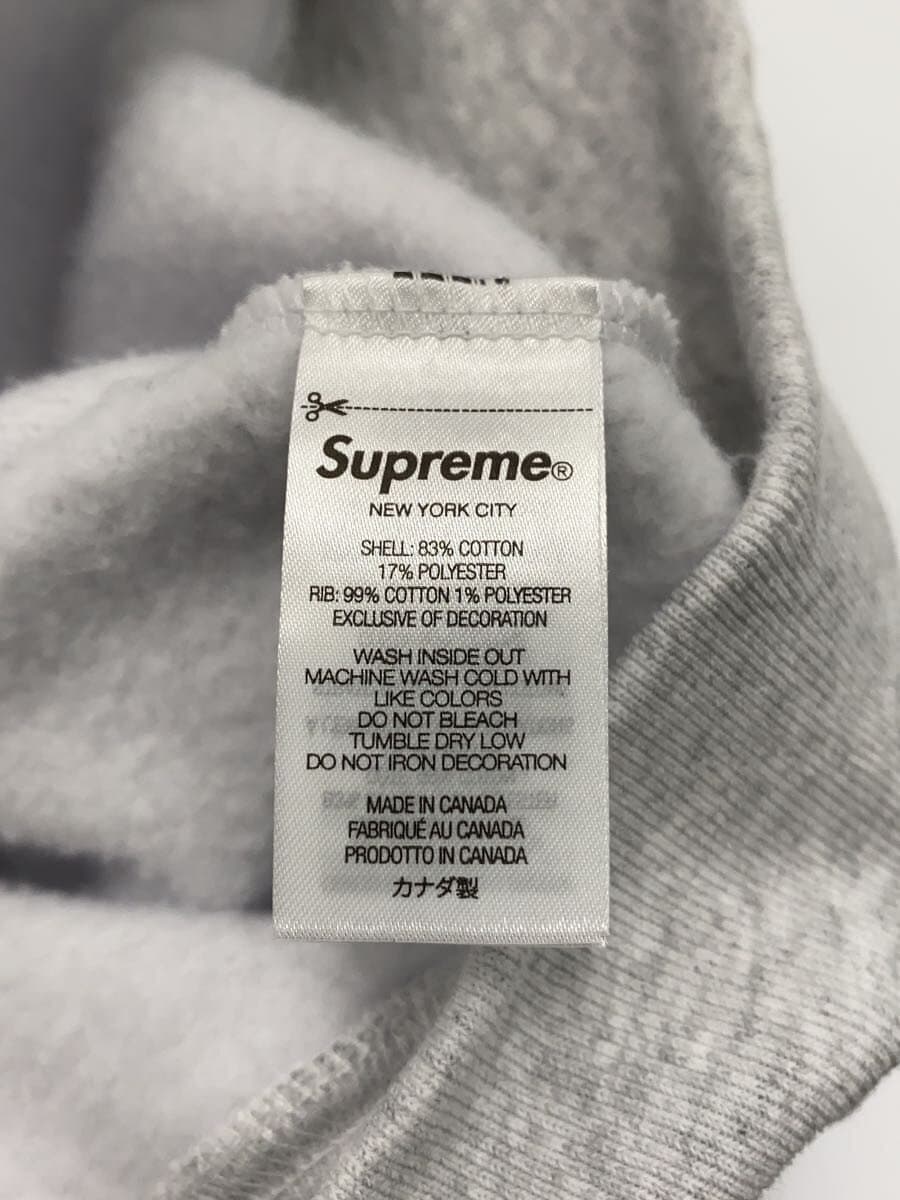 Supreme®
NEW YORK CITY
SHELL: 83% COTTON
17% POLYESTER
RIB: 99% COTTON 1% POLYESTER
EXCLUSIVE OF DECORATION
WASH INSIDE OUT
MACHINE WASH COLD WITH
LIKE COLORS
DO NOT BLEACH
TUMBLE DRY LOW
DO NOT IRON DECORATION
MADE IN CANADA
FABRIQUÉ AU CANADA
PRODOTTO IN CANADA
カナダ製